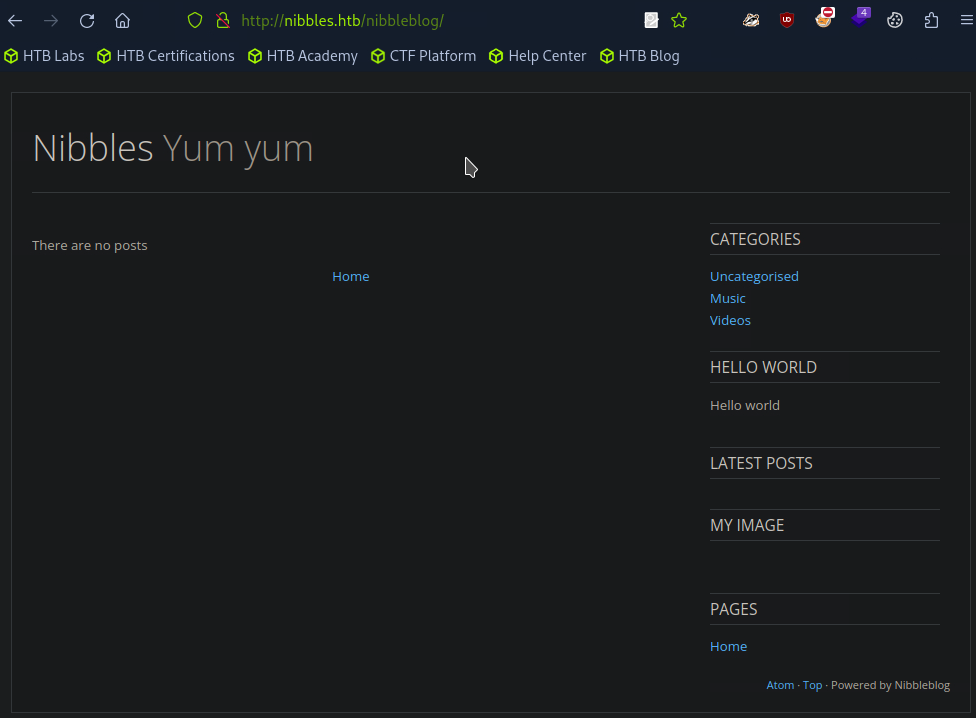 http://nibbles.htb/nibbleblog/
4
HTB Labs HTB Certifications HTB Academy CTF Platform Help Center HTB Blog
Nibbles Yum yum
There are no posts
Home
CATEGORIES
Uncategorised
Music
Videos
HELLO WORLD
Hello world
LATEST POSTS
MY IMAGE
PAGES
Home
Atom · Top · Powered by Nibbleblog